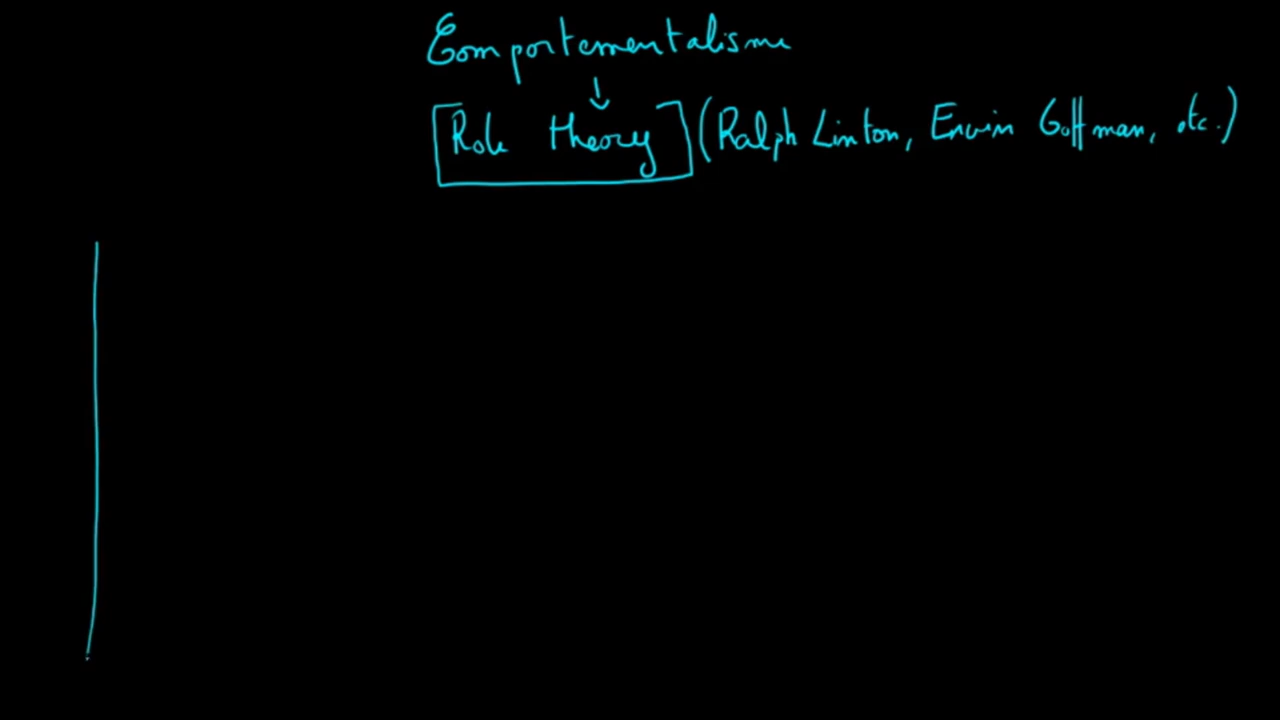 Comportementalisme
Role theory (Ralph Linton, Erwin Goffman, etc.)